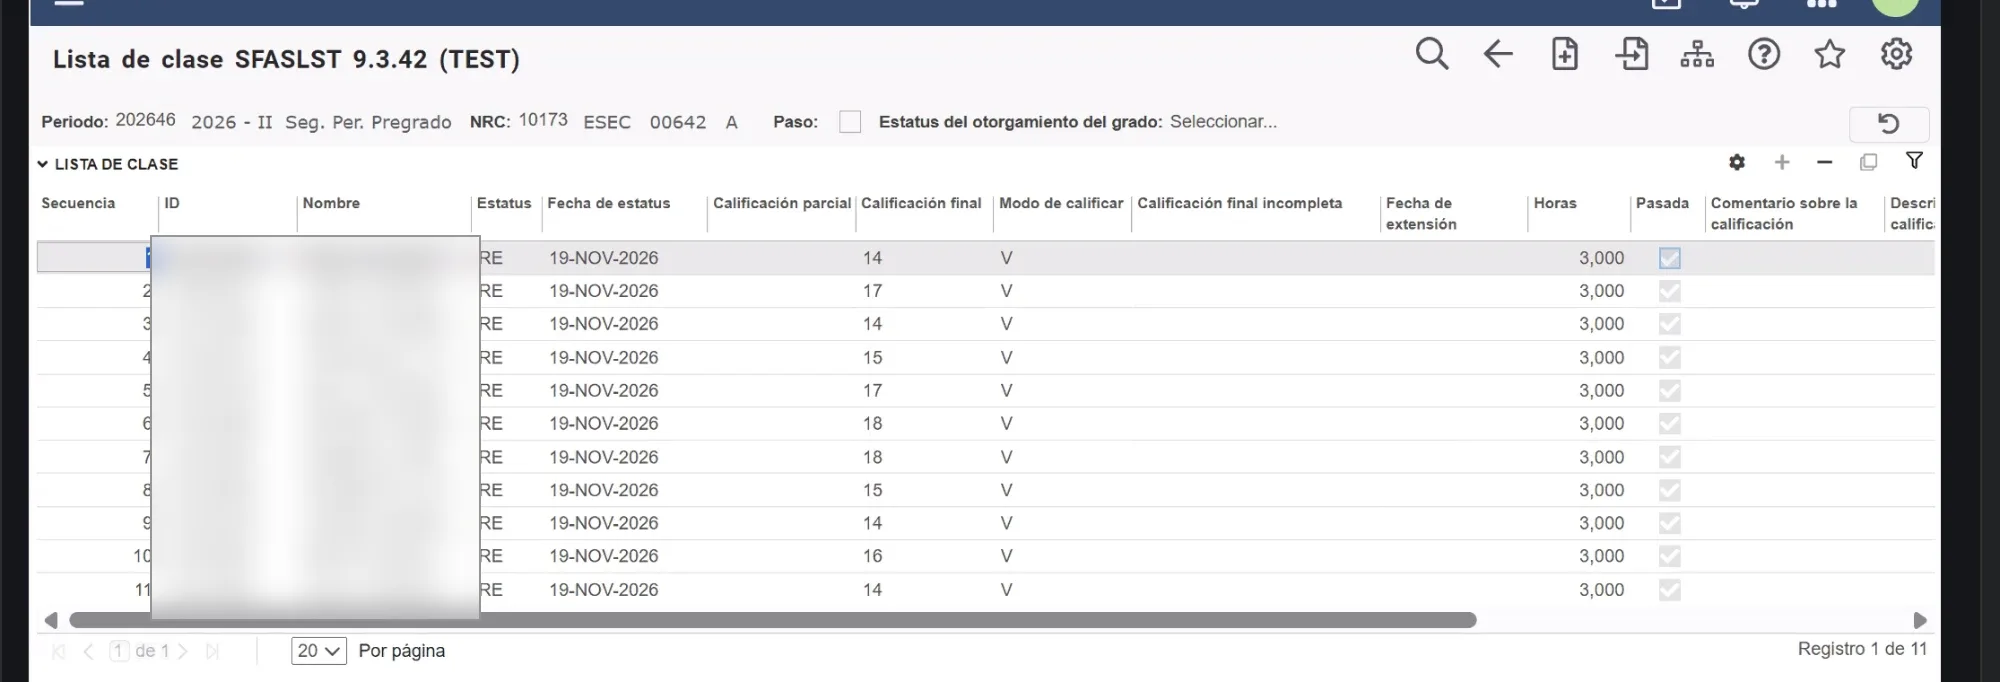 Lista de clase SFASLST 9.3.42 (TEST)
Periodo: 202646 2026 - II Seg. Per. Pregrado NRC: 10173 ESEC 00642 A Paso: Estatus del otorgamiento del grado: Seleccionar...
LISTA DE CLASE
Secuencia ID Nombre Estatus Fecha de estatus Calificación parcial Calificación final Modo de calificar Calificación final incompleta Fecha de extensión Horas Pasada Comentario sobre la calificación
1 RE 19-NOV-2026 14 V 3,000
2 RE 19-NOV-2026 17 V 3,000
3 RE 19-NOV-2026 14 V 3,000
4 RE 19-NOV-2026 15 V 3,000
5 RE 19-NOV-2026 17 V 3,000
6 RE 19-NOV-2026 18 V 3,000
7 RE 19-NOV-2026 18 V 3,000
8 RE 19-NOV-2026 15 V 3,000
9 RE 19-NOV-2026 14 V 3,000
10 RE 19-NOV-2026 16 V 3,000
11 RE 19-NOV-2026 14 V 3,000
1 de 1 20 Por página Registro 1 de 11